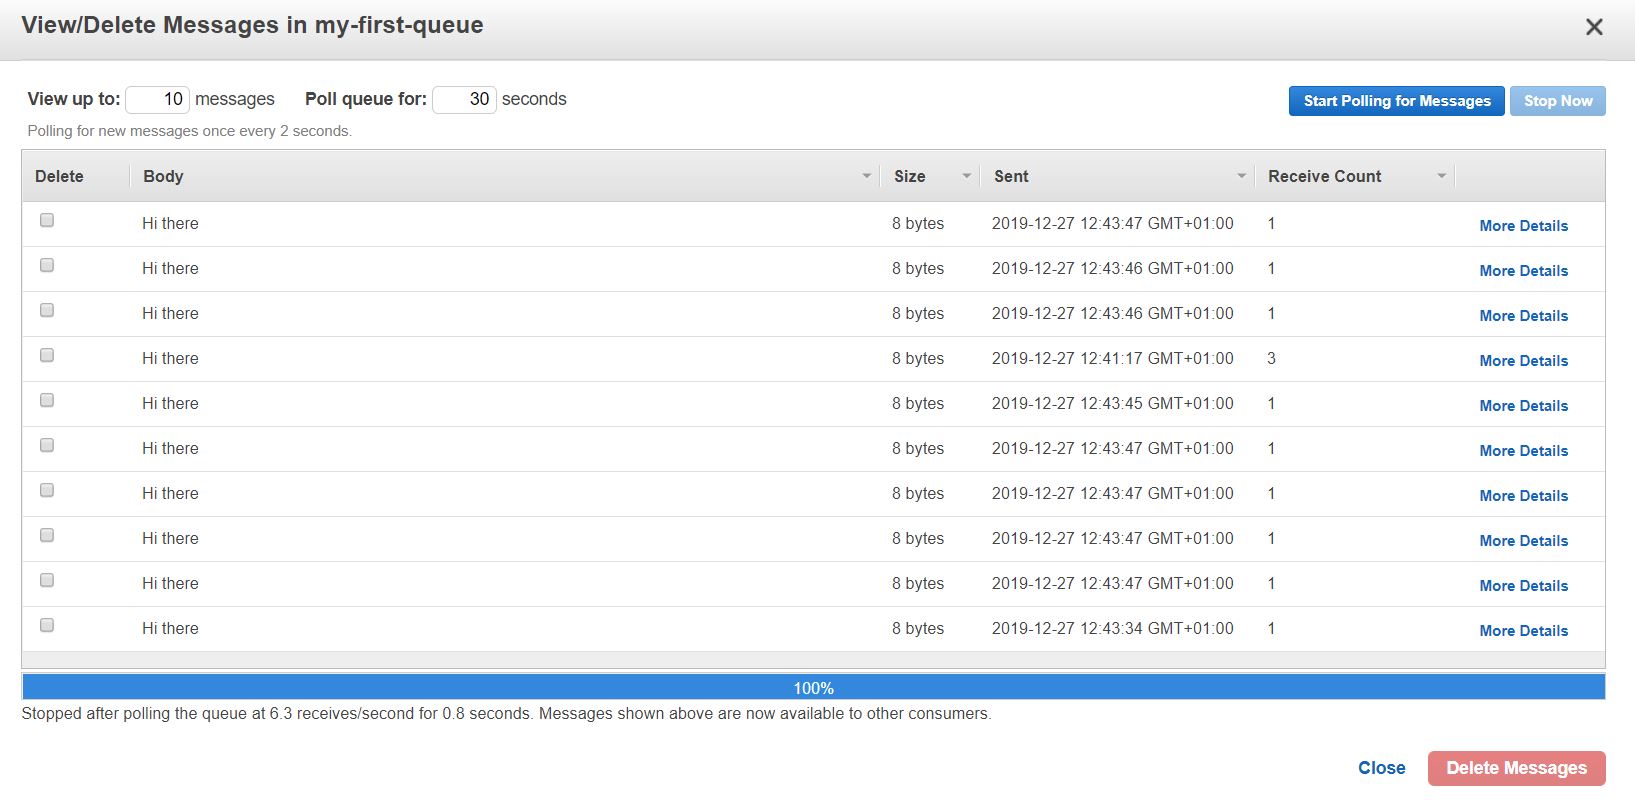 View/Delete Messages in my-first-queue
View up to: 10 messages Poll queue for: 30 seconds Start Polling for Messages Stop Now
Polling for new messages once every 2 seconds.
Delete Body Size Sent Receive Count
Hi there 8 bytes 2019-12-27 12:43:47 GMT+01:00 1 More Details
Hi there 8 bytes 2019-12-27 12:43:46 GMT+01:00 1 More Details
Hi there 8 bytes 2019-12-27 12:43:46 GMT+01:00 1 More Details
Hi there 8 bytes 2019-12-27 12:41:17 GMT+01:00 3 More Details
Hi there 8 bytes 2019-12-27 12:43:45 GMT+01:00 1 More Details
Hi there 8 bytes 2019-12-27 12:43:47 GMT+01:00 1 More Details
Hi there 8 bytes 2019-12-27 12:43:47 GMT+01:00 1 More Details
Hi there 8 bytes 2019-12-27 12:43:47 GMT+01:00 1 More Details
Hi there 8 bytes 2019-12-27 12:43:47 GMT+01:00 1 More Details
Hi there 8 bytes 2019-12-27 12:43:34 GMT+01:00 1 More Details
100%
Stopped after polling the queue at 6.3 receives/second for 0.8 seconds. Messages shown above are now available to other consumers.
Close Delete Messages